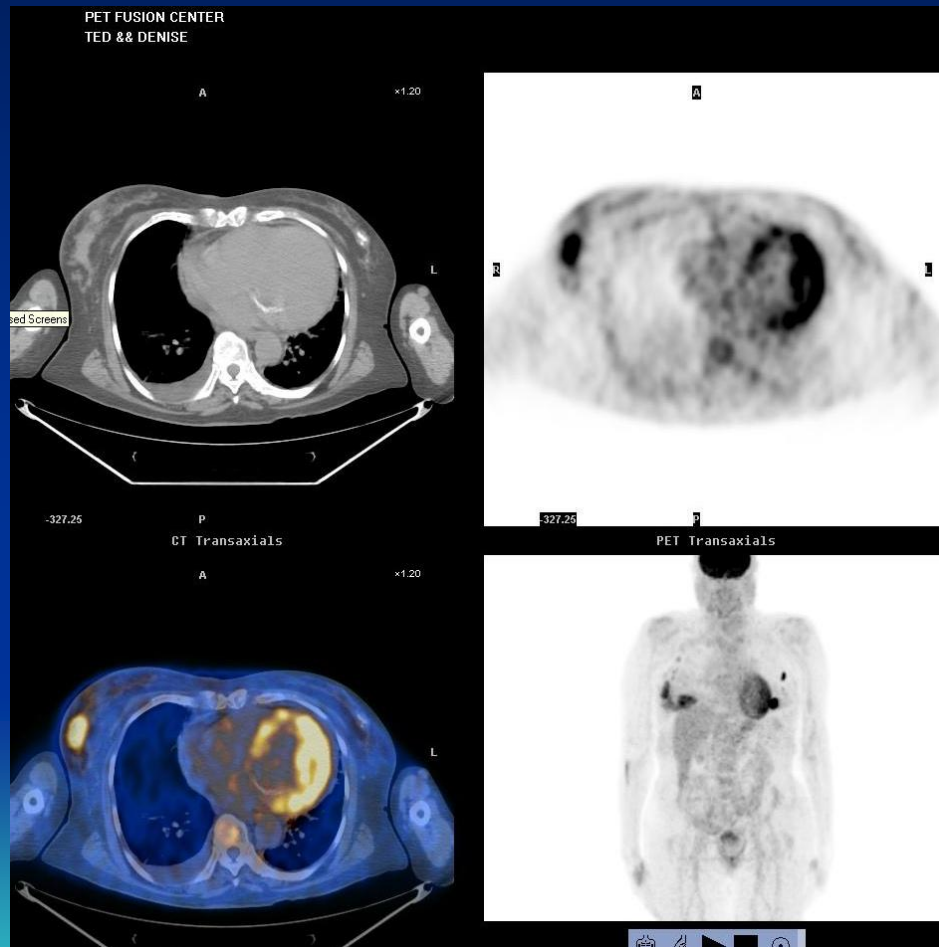 PET FUSION CENTER
TED && DENISE
A
×1.20
A
L
R
L
sed Screens
-327.25
P
-327.25
P
CT Transaxials
PET Transaxials
A
×1.20
L